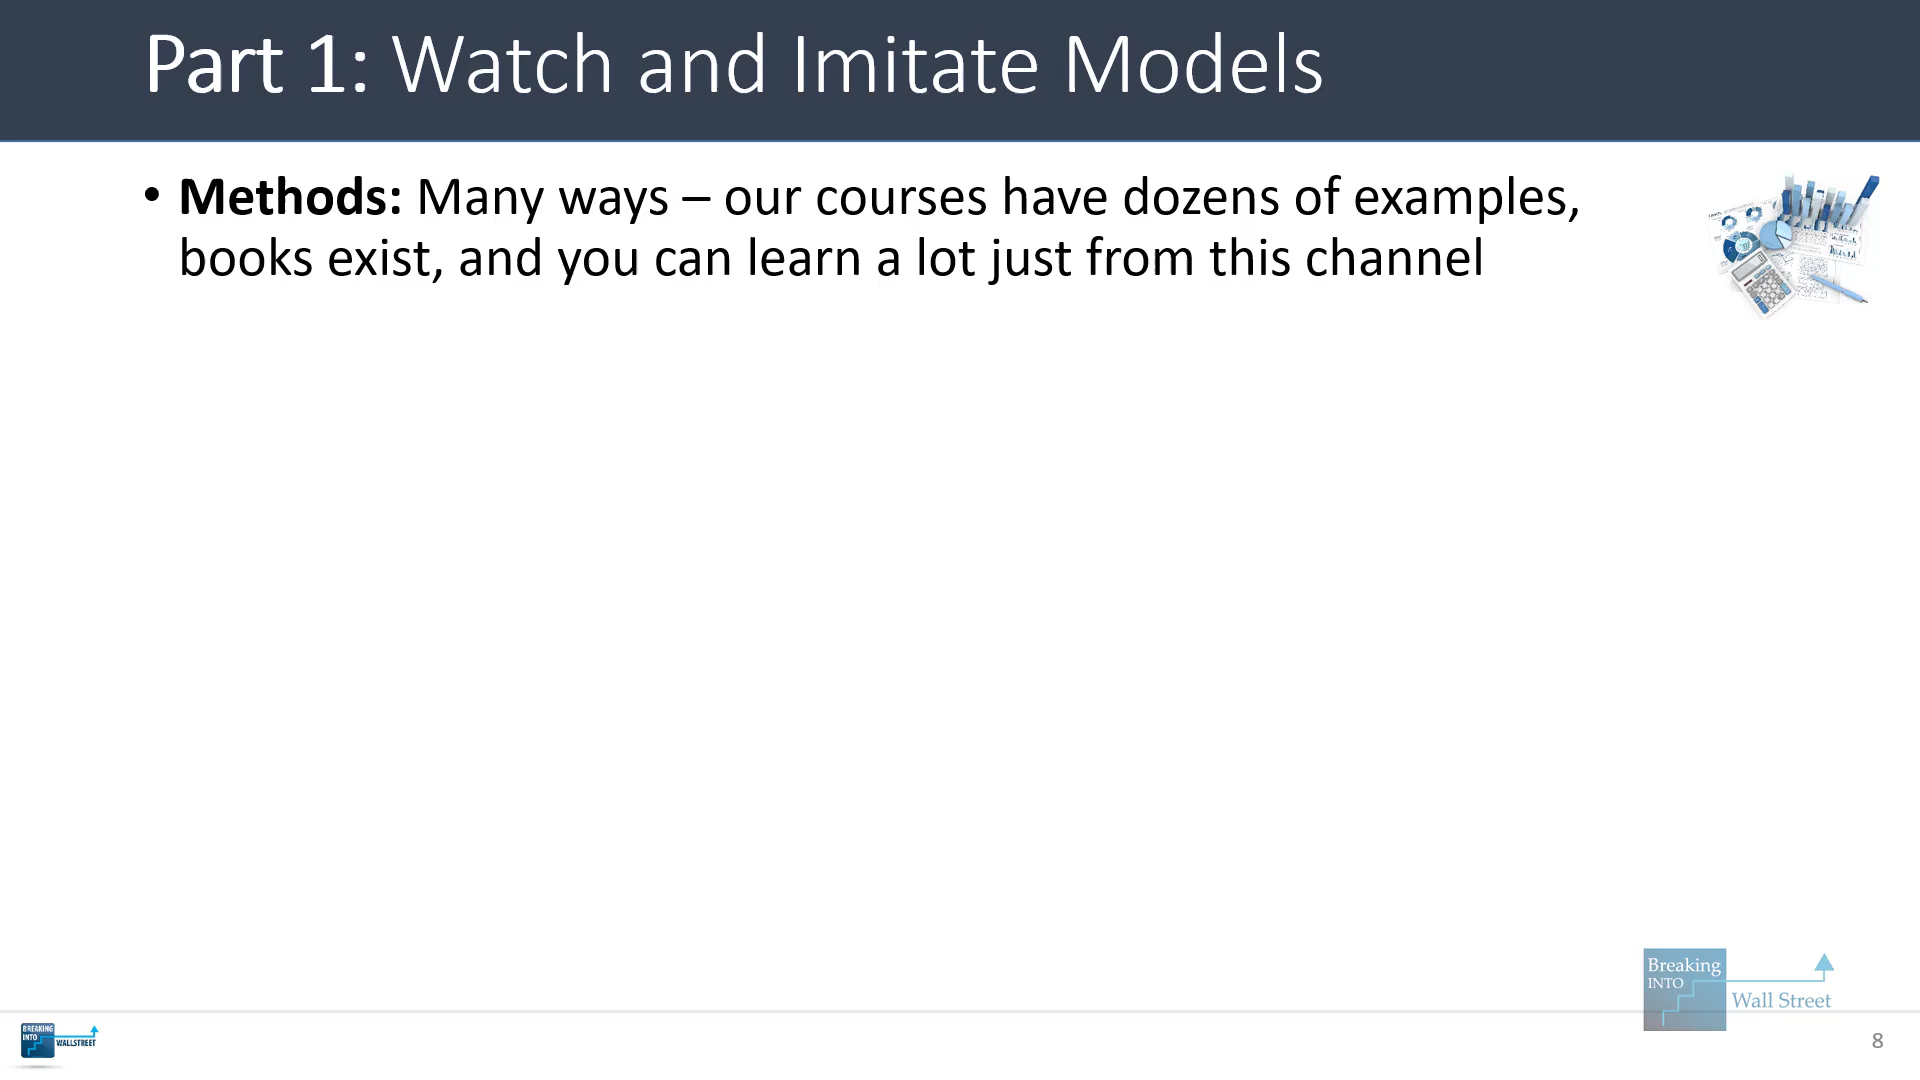 Part 1: Watch and Imitate Models
• Methods: Many ways – our courses have dozens of examples,
books exist, and you can learn a lot just from this channel
Breaking
INTO
Wall Street
BREAKING
INTO
WALLSTREET
8